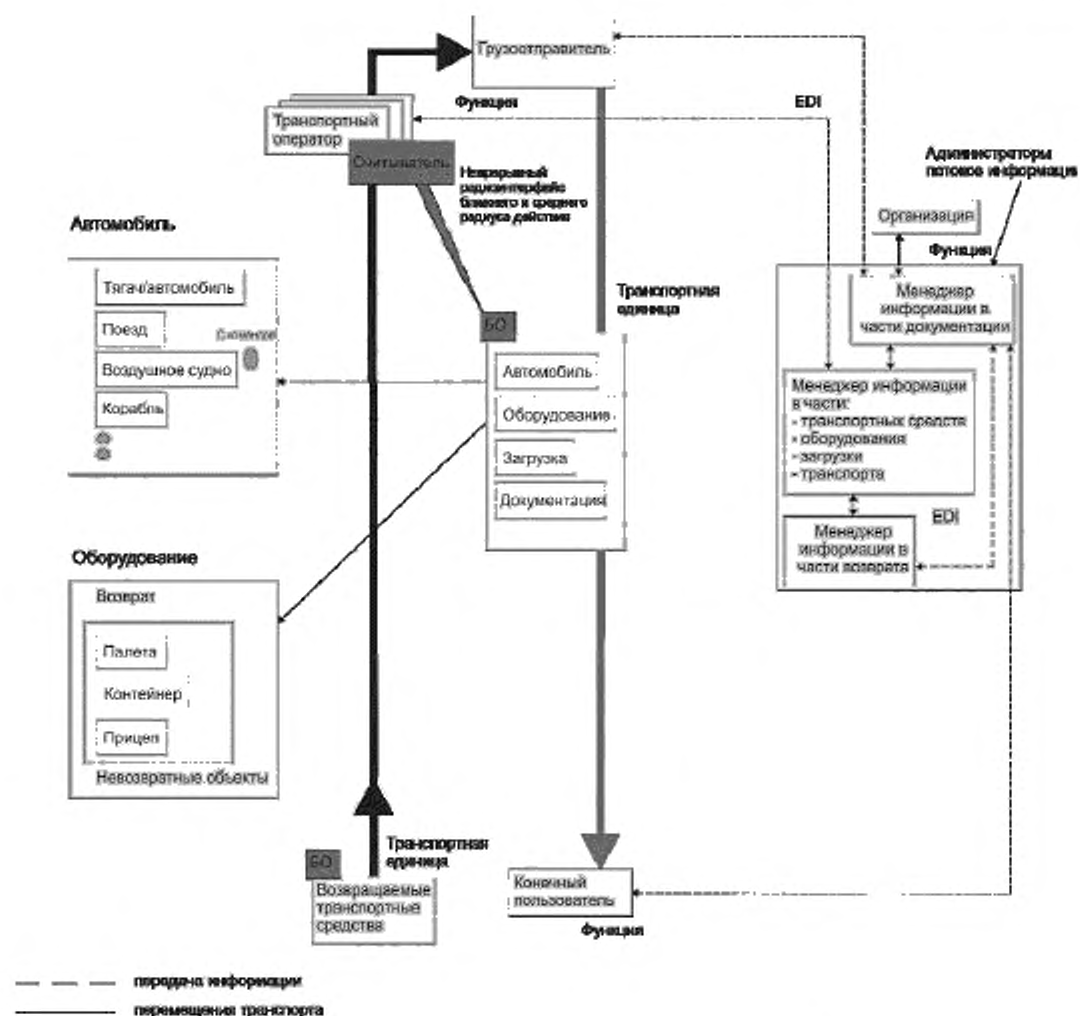 Грузоотправитель
Функция
EDI
Транспортный
оператор
Считыватель
Непрерывный
радиоинтерфейс
ближнего и среднего
радиуса действия
Администраторы
потоков информации
Организация
Функция
Автомобиль
Тягач/автомобиль
Поезд
Воздушное судно
Корабль
Транспортная
единица
БО
Автомобиль
Оборудование
Загрузка
Документация
Менеджер
информации в
части документации
Менеджер информации
в части:
- транспортных средств
- оборудования
- загрузки
- транспорта
EDI
Менеджер
информации в
части возврата
Оборудование
Возврат
Палета
Контейнер
Прицеп
Невозвратные объекты
Транспортная
единица
БО
Возвращаемые
транспортные
средства
Конечный
пользователь
Функция
передача информации
перемещения транспорта